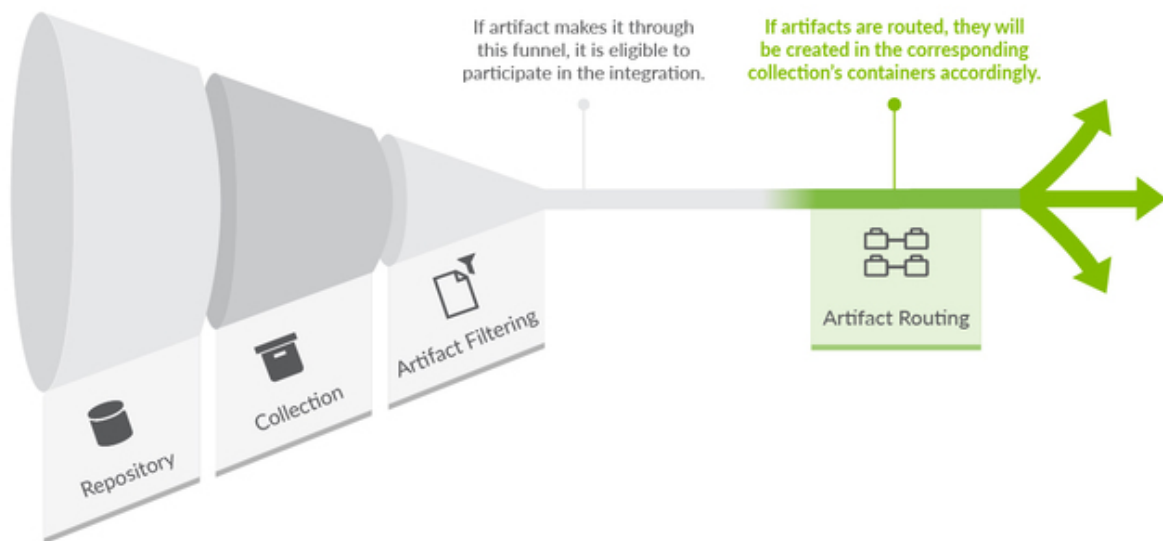 If artifact makes it through
this funnel, it is eligible to
participate in the integration.
If artifacts are routed, they will
be created in the corresponding
collection's containers accordingly.
Repository
Collection
Artifact Filtering
Artifact Routing